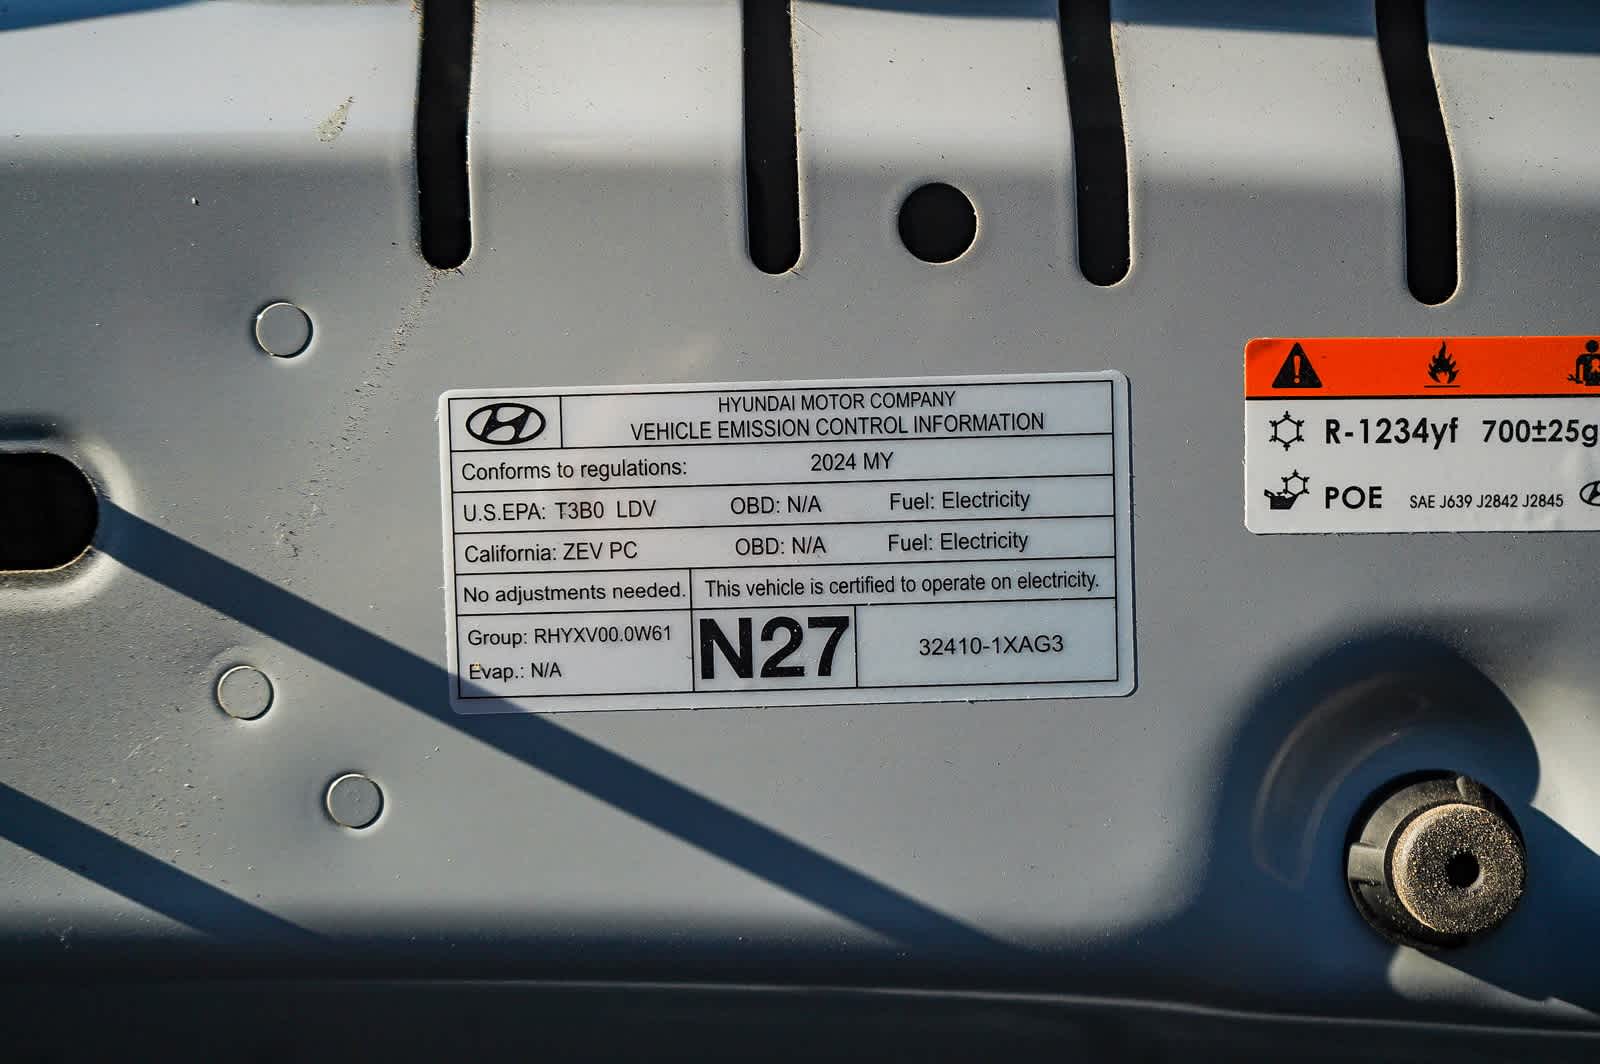 HYUNDAI MOTOR COMPANY
VEHICLE EMISSION CONTROL INFORMATION
Conforms to regulations: 2024 MY
U.S.EPA: T3B0 LDV OBD: N/A Fuel: Electricity
California: ZEV PC OBD: N/A Fuel: Electricity
No adjustments needed. This vehicle is certified to operate on electricity.
Group: RHYXV00.0W61
Evap.: N/A
N27
32410-1XAG3
R-1234yf 700±25g
POE SAE J639 J2842 J2845